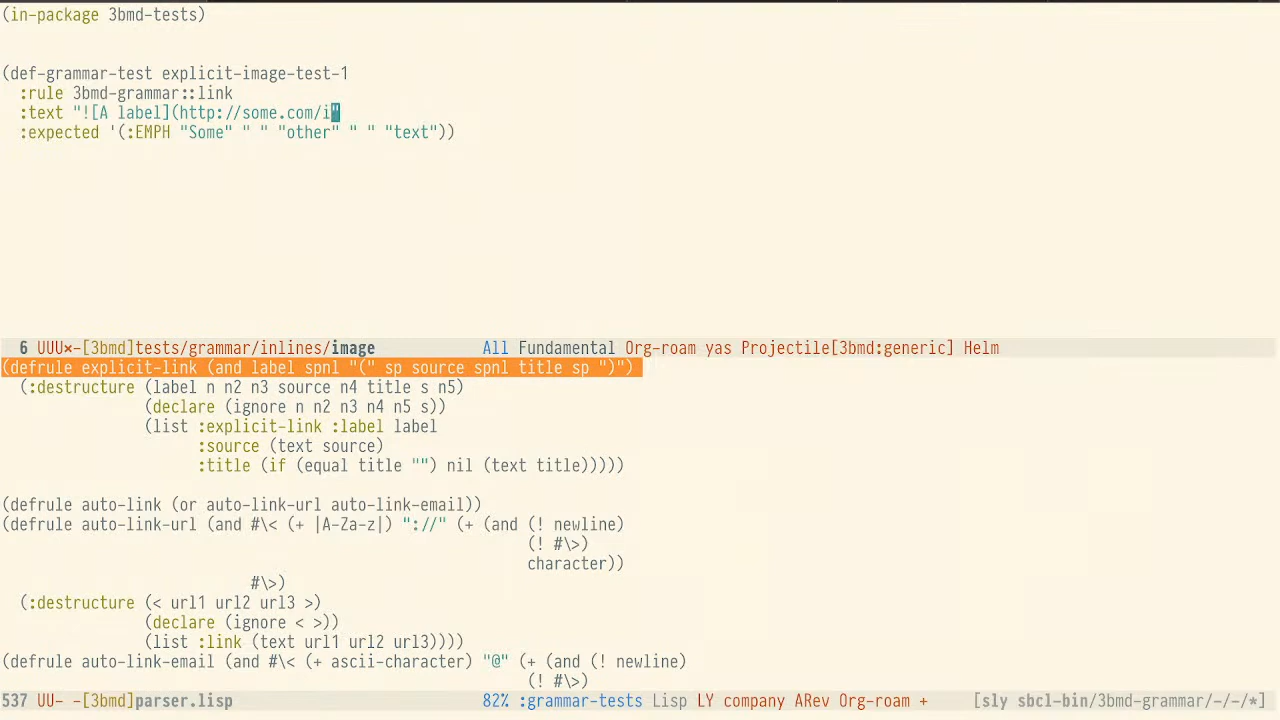 (in-package 3bmd-tests)
(def-grammar-test explicit-image-test-1
  :rule 3bmd-grammar::link
  :text "![A label](http://some.com/i"
  :expected '(:EMPH "Some" " " "other" " " "text"))
6 UUU×-[3bmd]tests/grammar/inlines/image All Fundamental Org-roam yas Projectile[3bmd:generic] Helm
(defrule explicit-link (and label spnl "(" sp source spnl title sp ")")
  (:destructure (label n n2 n3 source n4 title s n5)
                (declare (ignore n n2 n3 n4 n5 s))
                (list :explicit-link :label label
                      :source (text source)
                      :title (if (equal title "") nil (text title)))))
(defrule auto-link (or auto-link-url auto-link-email))
(defrule auto-link-url (and #\< (+ |A-Za-z|) "://" (+ (and (! newline)
                                                           (! #\>)
                                                           character))
                            #\>)
  (:destructure (< url1 url2 url3 >)
                (declare (ignore < >))
                (list :link (text url1 url2 url3))))
(defrule auto-link-email (and #\< (+ ascii-character) "@" (+ (and (! newline)
                                                           (! #\>)
537 UU- -[3bmd]parser.lisp 82% :grammar-tests Lisp LY company ARev Org-roam + [sly sbcl-bin/3bmd-grammar/-/-/*]